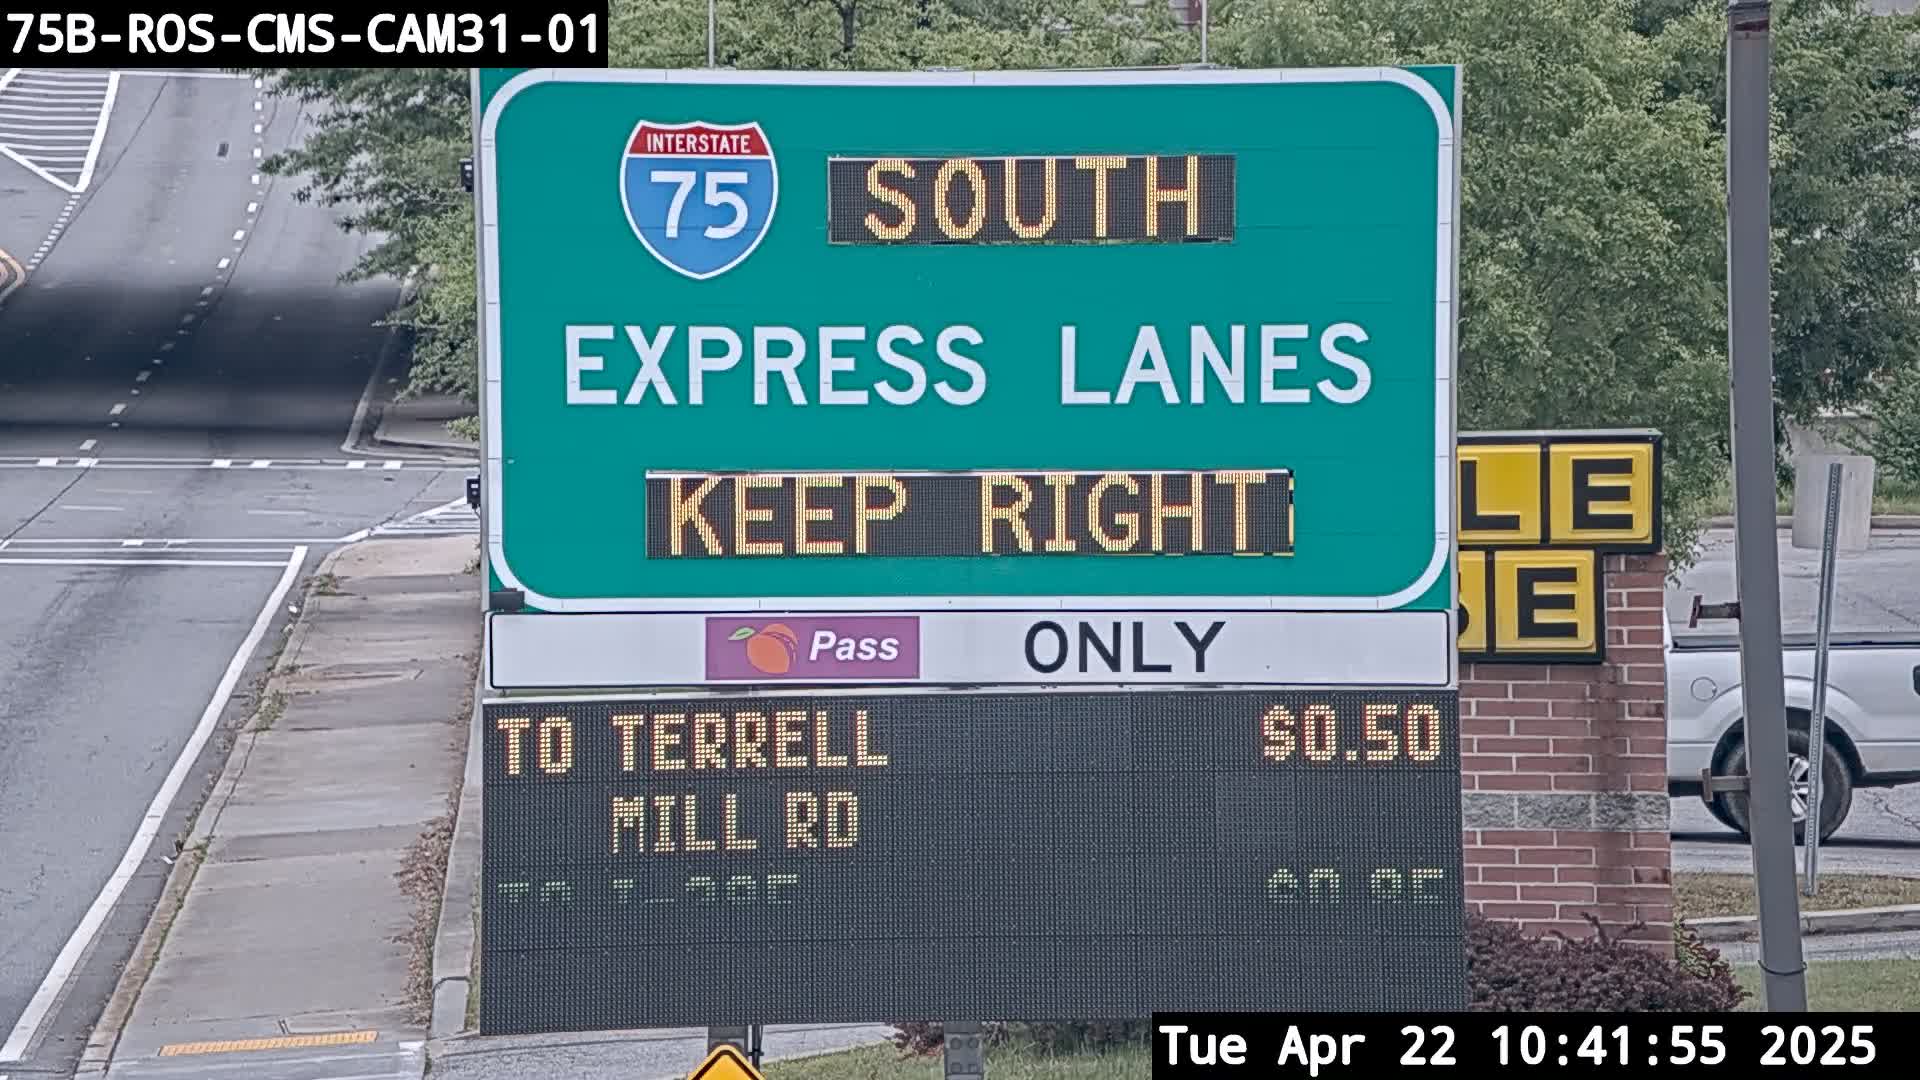 75B-ROS-CMS-CAM31-01
INTERSTATE
75
SOUTH
EXPRESS LANES
KEEP RIGHT
Pass ONLY
TO TERRELL $0.50
MILL RD
LE
E
Tue Apr 22 10:41:55 2025